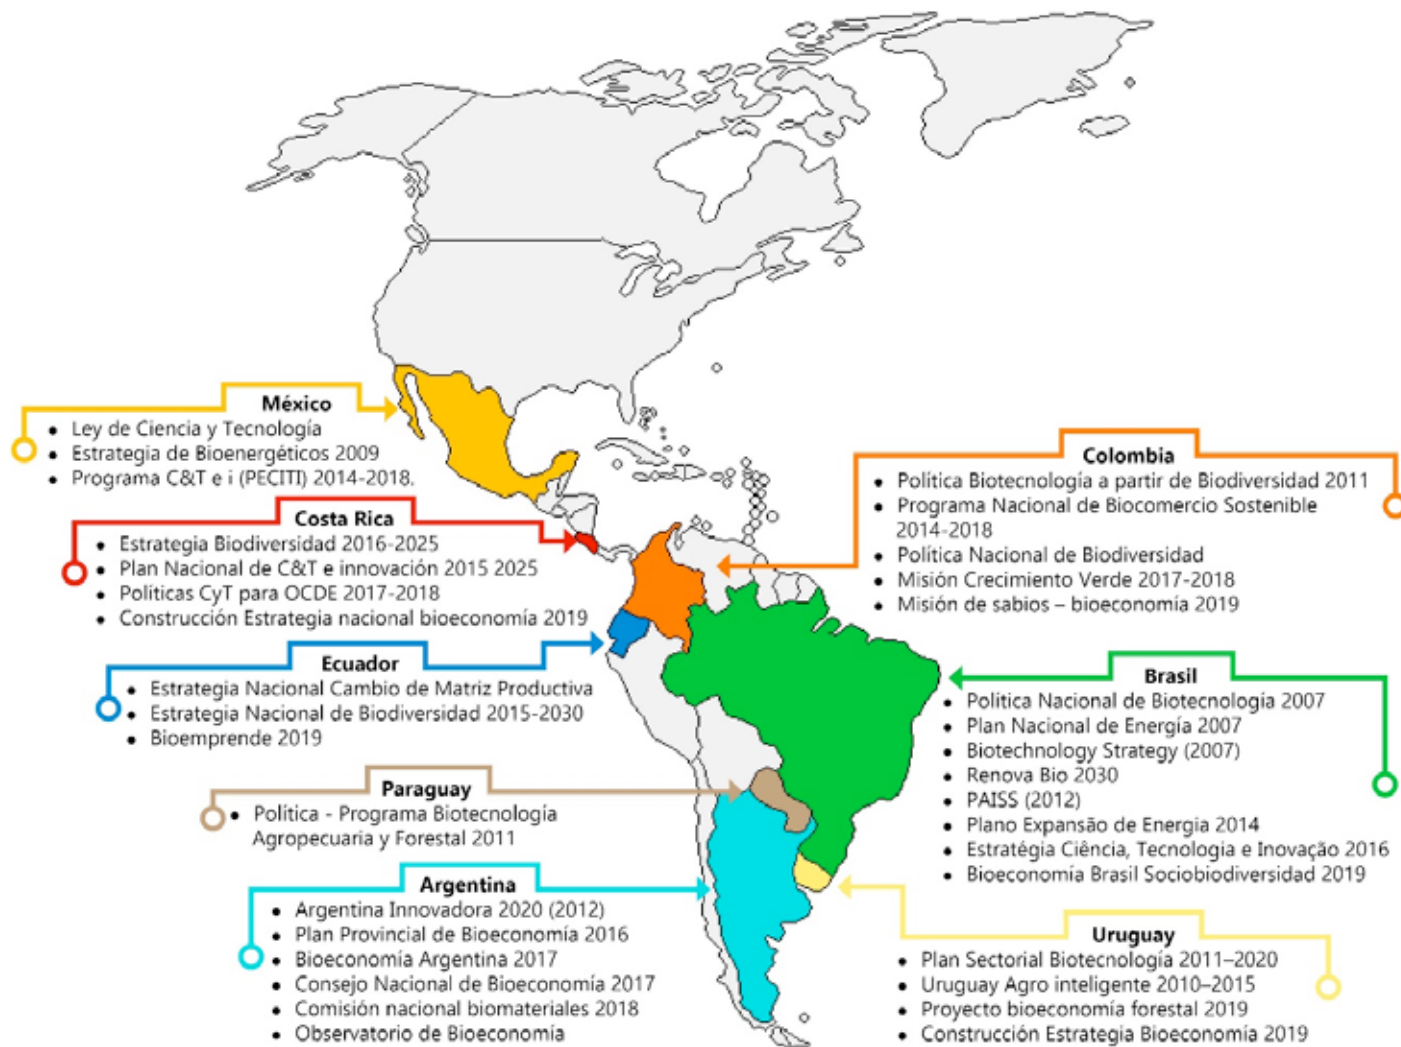 México
• Ley de Ciencia y Tecnología
• Estrategia de Bioenergéticos 2009
• Programa C&T e i (PECITI) 2014-2018.
Costa Rica
• Estrategia Biodiversidad 2016-2025
• Plan Nacional de C&T e innovación 2015 2025
• Políticas CyT para OCDE 2017-2018
• Construcción Estrategia nacional bioeconomía 2019
Ecuador
• Estrategia Nacional Cambio de Matriz Productiva
• Estrategia Nacional de Biodiversidad 2015-2030
• Bioemprende 2019
Paraguay
• Política - Programa Biotecnología
Agropecuaria y Forestal 2011
Argentina
• Argentina Innovadora 2020 (2012)
• Plan Provincial de Bioeconomía 2016
• Bioeconomía Argentina 2017
• Consejo Nacional de Bioeconomía 2017
• Comisión nacional biomateriales 2018
• Observatorio de Bioeconomía
Colombia
• Política Biotecnología a partir de Biodiversidad 2011
• Programa Nacional de Biocomercio Sostenible
2014-2018
• Política Nacional de Biodiversidad
• Misión Crecimiento Verde 2017-2018
• Misión de sabios – bioeconomía 2019
Brasil
• Política Nacional de Biotecnología 2007
• Plan Nacional de Energía 2007
• Biotechnology Strategy (2007)
• Renova Bio 2030
• PAISS (2012)
• Plano Expansão de Energia 2014
• Estratégia Ciência, Tecnologia e Inovação 2016
• Bioeconomía Brasil Sociobiodiversidad 2019
Uruguay
• Plan Sectorial Biotecnología 2011–2020
• Uruguay Agro inteligente 2010–2015
• Proyecto bioeconomía forestal 2019
• Construcción Estrategia Bioeconomía 2019